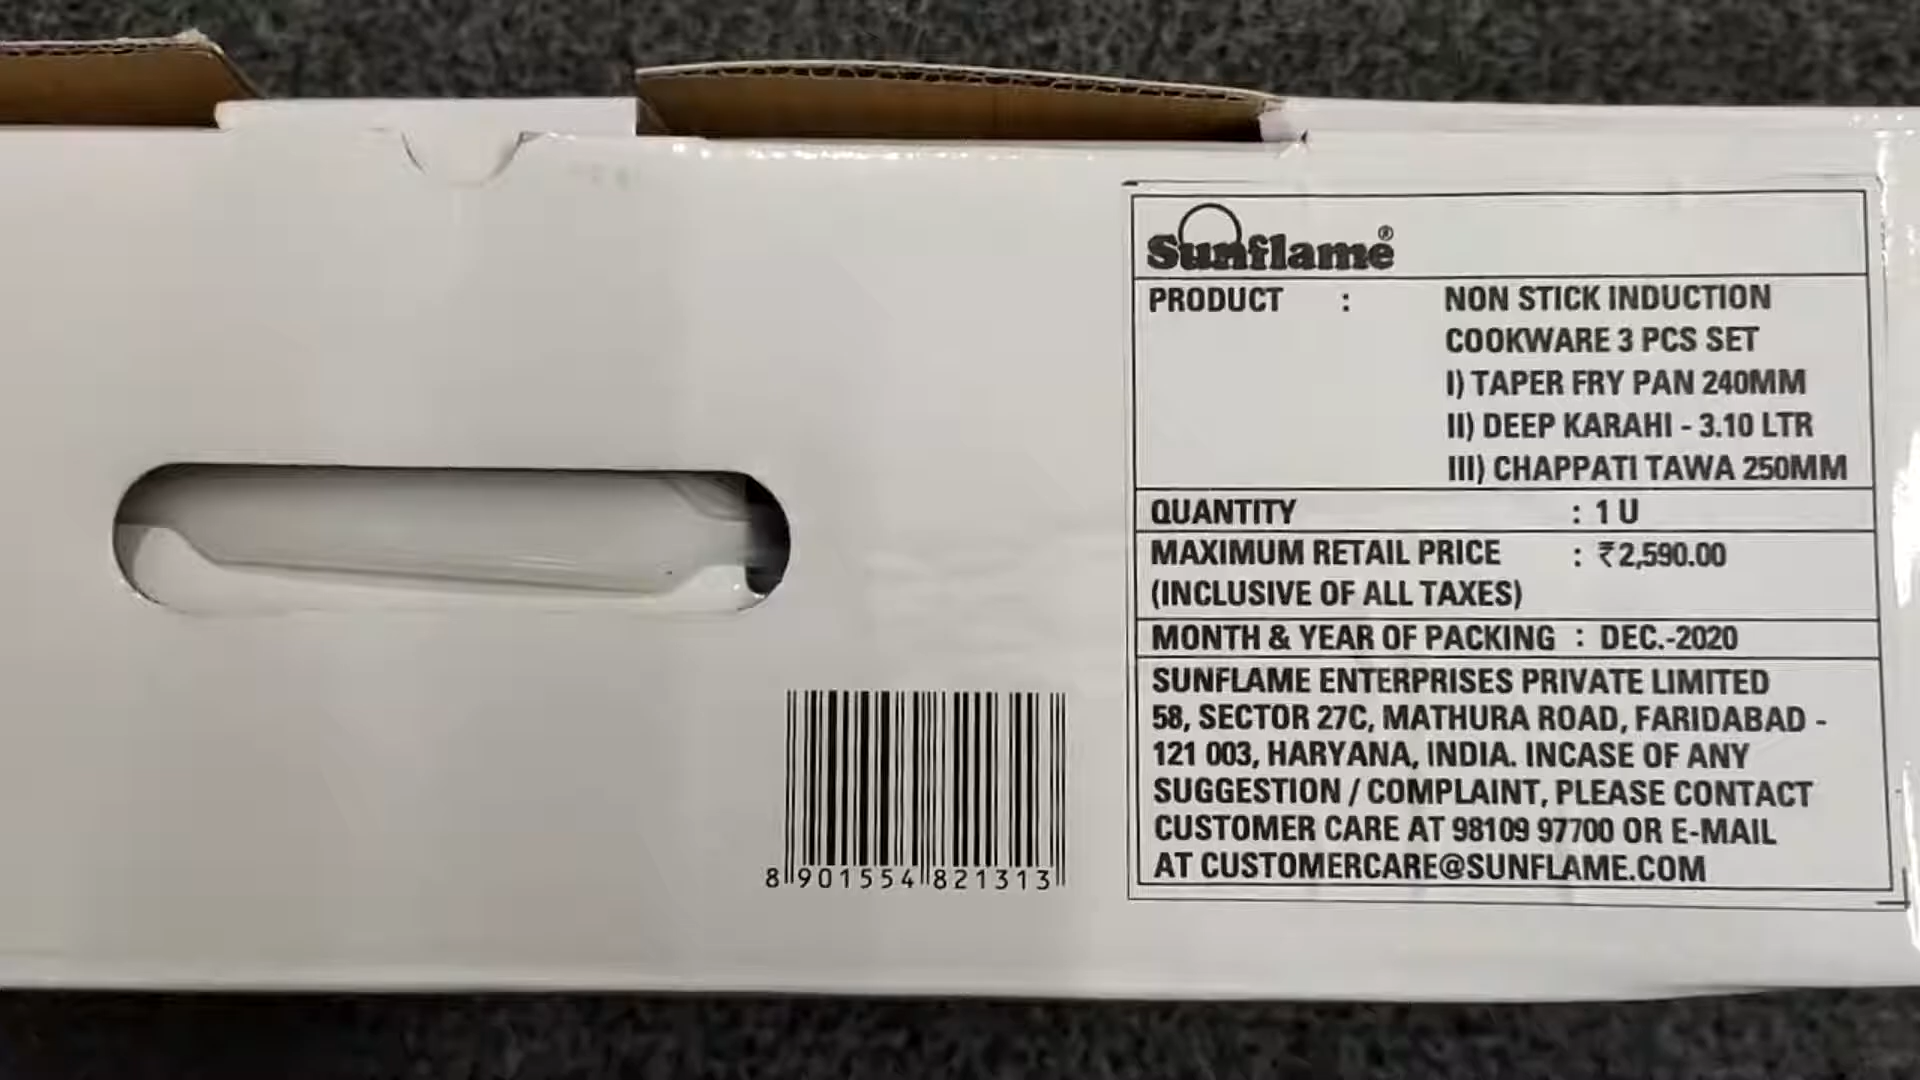 Sunflame®
PRODUCT : NON STICK INDUCTION
COOKWARE 3 PCS SET
I) TAPER FRY PAN 240MM
II) DEEP KARAHI - 3.10 LTR
III) CHAPPATI TAWA 250MM
QUANTITY : 1 U
MAXIMUM RETAIL PRICE : ₹2,590.00
(INCLUSIVE OF ALL TAXES)
MONTH & YEAR OF PACKING : DEC.-2020
SUNFLAME ENTERPRISES PRIVATE LIMITED
58, SECTOR 27C, MATHURA ROAD, FARIDABAD -
121 003, HARYANA, INDIA. INCASE OF ANY
SUGGESTION / COMPLAINT, PLEASE CONTACT
CUSTOMER CARE AT 98109 97700 OR E-MAIL
AT CUSTOMERCARE@SUNFLAME.COM
8 901554 821313